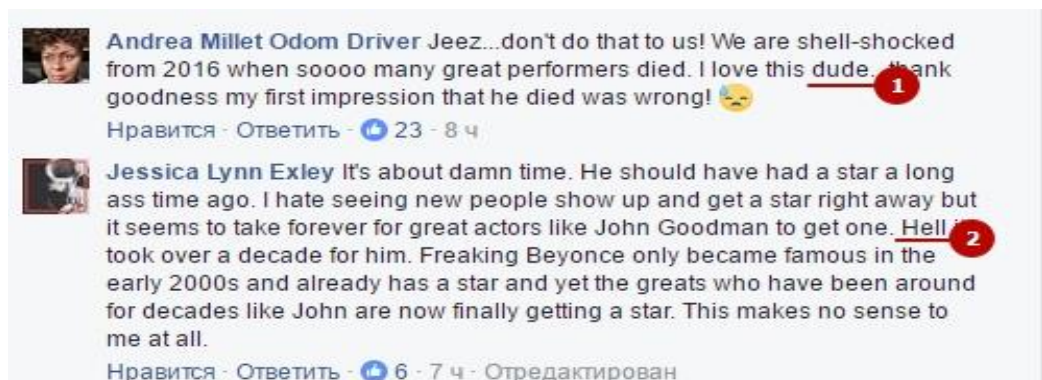 Andrea Millet Odom Driver Jeez...don't do that to us! We are shell-shocked
from 2016 when soooo many great performers died. I love this dude.
1
goodness my first impression that he died was wrong!
Нравится · Ответить · 23 · 8 ч
Jessica Lynn Exley It's about damn time. He should have had a star a long
ass time ago. I hate seeing new people show up and get a star right away but
it seems to take forever for great actors like John Goodman to get one. Hell
2
took over a decade for him. Freaking Beyonce only became famous in the
early 2000s and already has a star and yet the greats who have been around
for decades like John are now finally getting a star. This makes no sense to
me at all.
Нравится · Ответить · 6 · 7 ч · Отредактирован